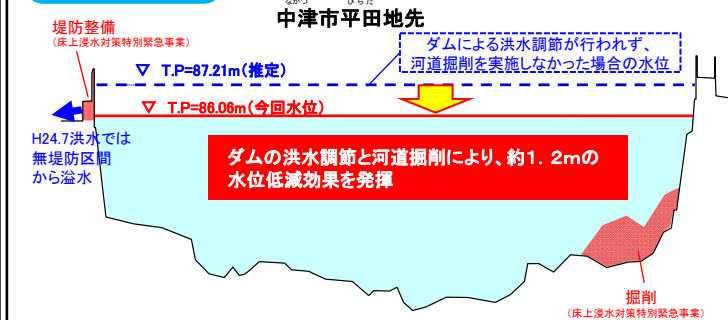 なかつ ひらた
中津市平田地先
堤防整備
(床上浸水対策特別緊急事業)
ダムによる洪水調節が行われず、
河道掘削を実施しなかった場合の水位
▽ T.P=87.21m(推定)
▽ T.P=86.06m(今回水位)
H24.7洪水では
無堤防区間
から溢水
ダムの洪水調節と河道掘削により、約1.2mの
水位低減効果を発揮
掘削
(床上浸水対策特別緊急事業)